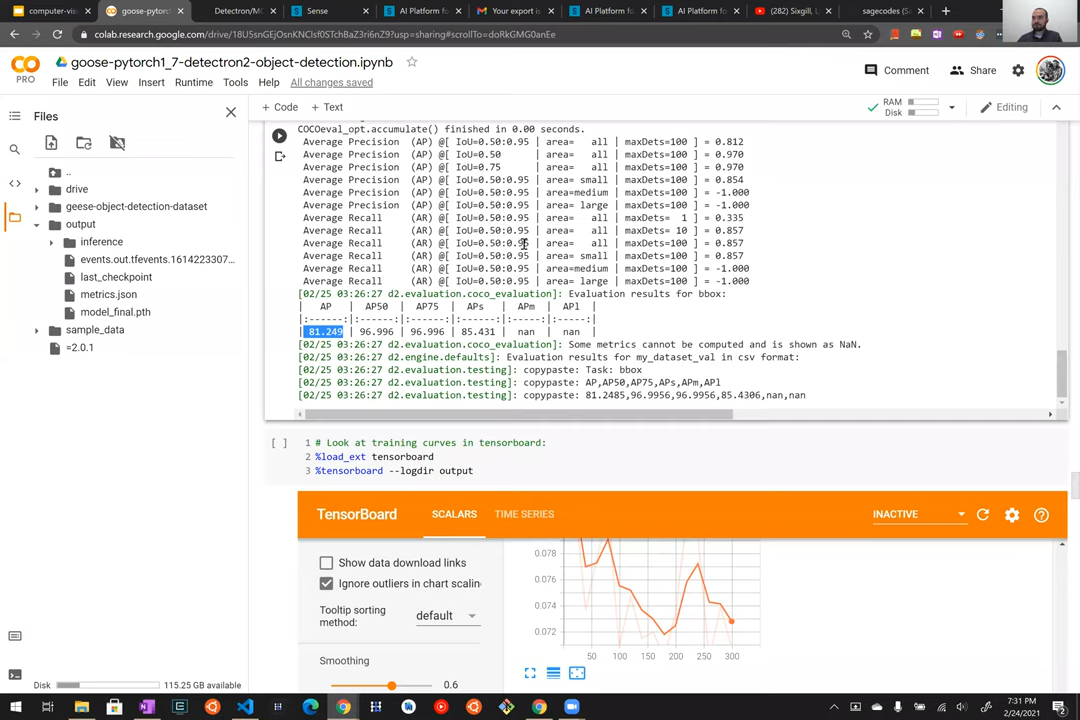 computer-vis
goose-pytorch
Detectron/MO
Sense
AI Platform fo
Your export is
AI Platform fo
AI Platform fo
(282) Sixgill, L
sagecodes (Sa
colab.research.google.com/drive/18U5snGEjOsnKNCIsf0STchBaZ3ri6nZ9?usp=sharing#scrollTo=doRkGMG0anEe
CO
PRO
goose-pytorch1_7-detectron2-object-detection.ipynb
Comment
Share
File Edit View Insert Runtime Tools Help All changes saved
Files
+ Code + Text
RAM
Disk
Editing
..
drive
geese-object-detection-dataset
output
inference
events.out.tfevents.1614223307...
last_checkpoint
metrics.json
model_final.pth
sample_data
=2.0.1
COCOeval_opt.accumulate() finished in 0.00 seconds.
Average Precision (AP) @[ IoU=0.50:0.95 | area= all | maxDets=100 ] = 0.812
Average Precision (AP) @[ IoU=0.50 | area= all | maxDets=100 ] = 0.970
Average Precision (AP) @[ IoU=0.75 | area= all | maxDets=100 ] = 0.970
Average Precision (AP) @[ IoU=0.50:0.95 | area= small | maxDets=100 ] = 0.854
Average Precision (AP) @[ IoU=0.50:0.95 | area=medium | maxDets=100 ] = -1.000
Average Precision (AP) @[ IoU=0.50:0.95 | area= large | maxDets=100 ] = -1.000
Average Recall (AR) @[ IoU=0.50:0.95 | area= all | maxDets= 1 ] = 0.335
Average Recall (AR) @[ IoU=0.50:0.95 | area= all | maxDets= 10 ] = 0.857
Average Recall (AR) @[ IoU=0.50:0.95 | area= all | maxDets=100 ] = 0.857
Average Recall (AR) @[ IoU=0.50:0.95 | area= small | maxDets=100 ] = 0.857
Average Recall (AR) @[ IoU=0.50:0.95 | area=medium | maxDets=100 ] = -1.000
Average Recall (AR) @[ IoU=0.50:0.95 | area= large | maxDets=100 ] = -1.000
[02/25 03:26:27 d2.evaluation.coco_evaluation]: Evaluation results for bbox:
| AP | AP50 | AP75 | APs | APm | APl |
|:------:|:------:|:------:|:------:|:-----:|:-----:|
| 81.249 | 96.996 | 96.996 | 85.431 | nan | nan |
[02/25 03:26:27 d2.evaluation.coco_evaluation]: Some metrics cannot be computed and is shown as NaN.
[02/25 03:26:27 d2.engine.defaults]: Evaluation results for my_dataset_val in csv format:
[02/25 03:26:27 d2.evaluation.testing]: copypaste: Task: bbox
[02/25 03:26:27 d2.evaluation.testing]: copypaste: AP,AP50,AP75,APs,APm,APl
[02/25 03:26:27 d2.evaluation.testing]: copypaste: 81.2485,96.9956,96.9956,85.4306,nan,nan
[ ]
1 # Look at training curves in tensorboard:
2 %load_ext tensorboard
3 %tensorboard --logdir output
TensorBoard
SCALARS
TIME SERIES
INACTIVE
Show data download links
Ignore outliers in chart scalin
Tooltip sorting
method:
default
Smoothing
0.6
0.078
0.076
0.074
0.072
50 100 150 200 250 300
Disk
115.25 GB available
7:31 PM
2/24/2021